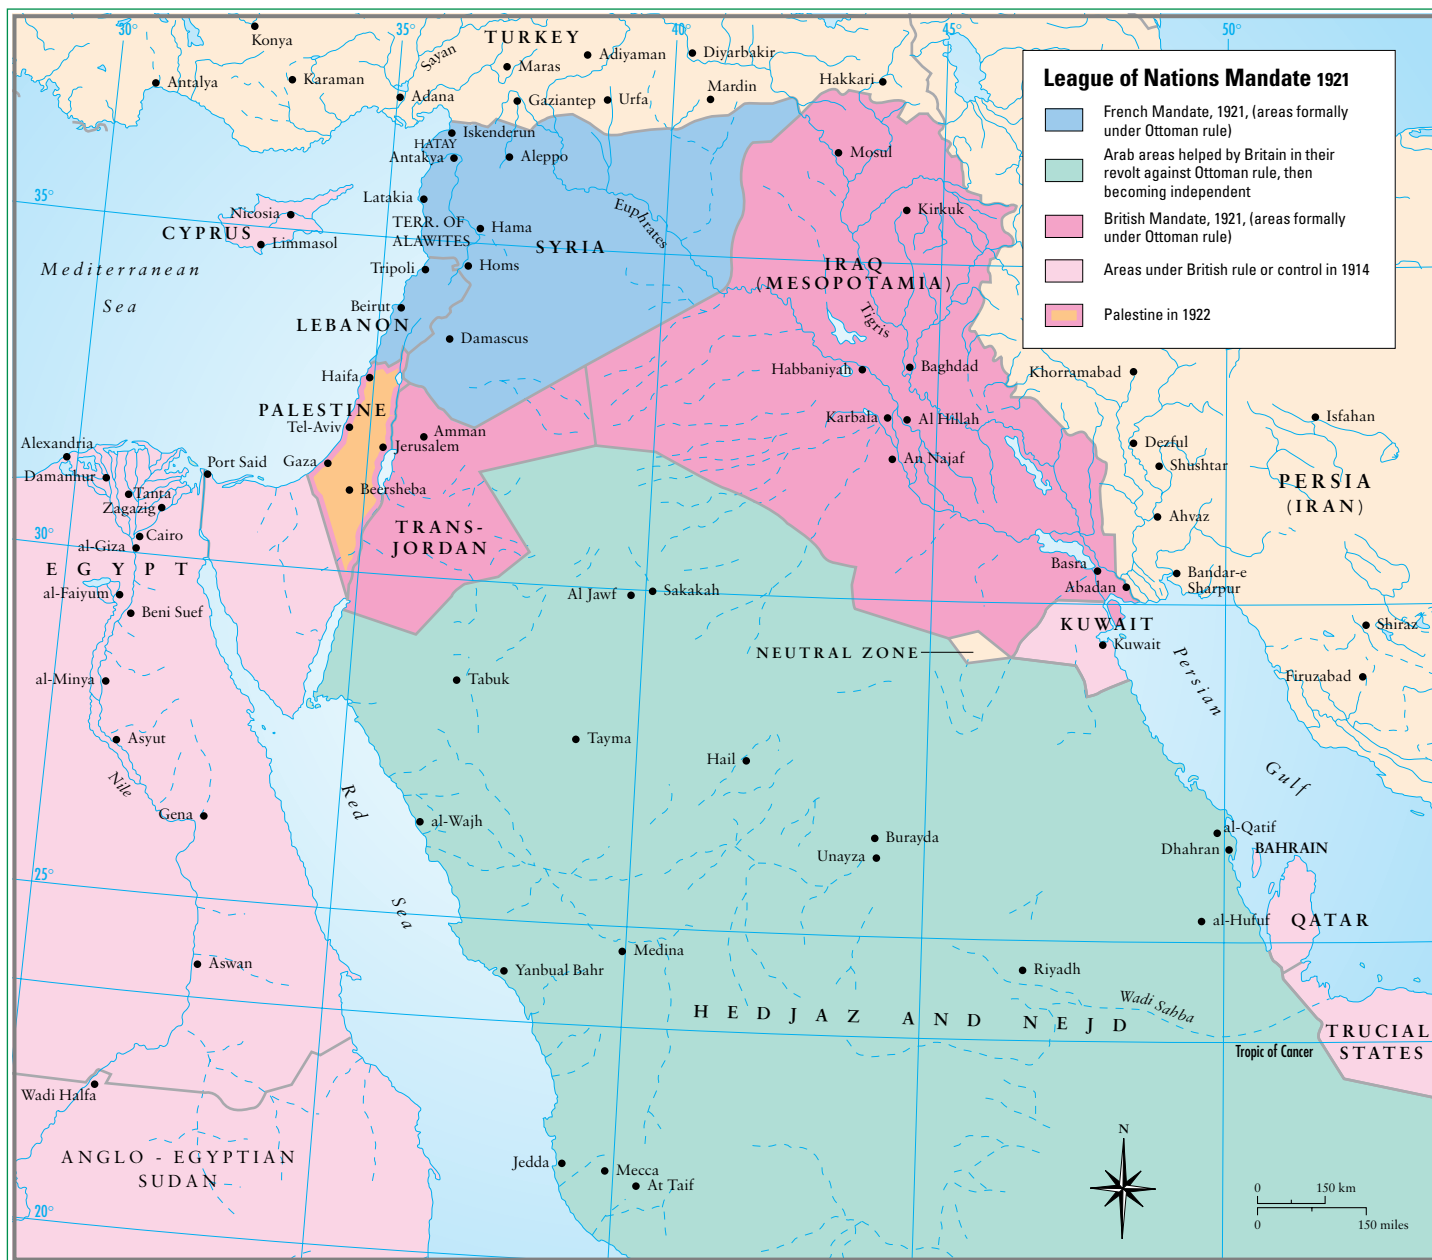 30°
35°
40°
45°
50°
Konya
Sayan
TURKEY
Adiyaman
Diyarbakir
Antalya
Karaman
Maras
Mardin
Hakkari
Adana
Gaziantep
Urfa
League of Nations Mandate 1921
French Mandate, 1921, (areas formally
under Ottoman rule)
Arab areas helped by Britain in their
revolt against Ottoman rule, then
becoming independent
British Mandate, 1921, (areas formally
under Ottoman rule)
Areas under British rule or control in 1914
Palestine in 1922
Iskenderun
HATAY
Antakya
Aleppo
Mosul
35°
Latakia
Euphrates
Nicosia
CYPRUS
Limmasol
TERR. OF
ALAWITES
Hama
SYRIA
Kirkuk
Mediterranean
Sea
Tripoli
Homs
IRAQ
(MESOPOTAMIA)
Beirut
LEBANON
Damascus
Tigris
Haifa
Habbaniyah
Baghdad
Khorramabad
PALESTINE
Tel-Aviv
Amman
Jerusalem
Karbala
Al Hillah
Isfahan
Alexandria
Damanhur
Port Said
Gaza
An Najaf
Dezful
Shushtar
Tanta
Zagazig
Beersheba
PERSIA
(IRAN)
Cairo
al-Giza
30°
TRANS-
JORDAN
Ahvaz
EGYPT
al-Faiyum
Beni Suef
Al Jawf
Sakakah
Basra
Abadan
Bandar-e
Sharpur
KUWAIT
Kuwait
Shiraz
NEUTRAL ZONE
al-Minya
Tabuk
Persian
Gulf
Firuzabad
Asyut
Tayma
Hail
Nile
Gena
Red
Sea
al-Wajh
Burayda
Unayza
al-Qatif
Dhahran
BAHRAIN
25°
al-Hufuf
QATAR
Medina
Aswan
Yanbual Bahr
Riyadh
Wadi Sahba
HEDJAZ AND NEJD
TRUCIAL
STATES
Tropic of Cancer
Wadi Halfa
ANGLO - EGYPTIAN
SUDAN
Jedda
Mecca
At Taif
N
20°
0 150 km
0 150 miles